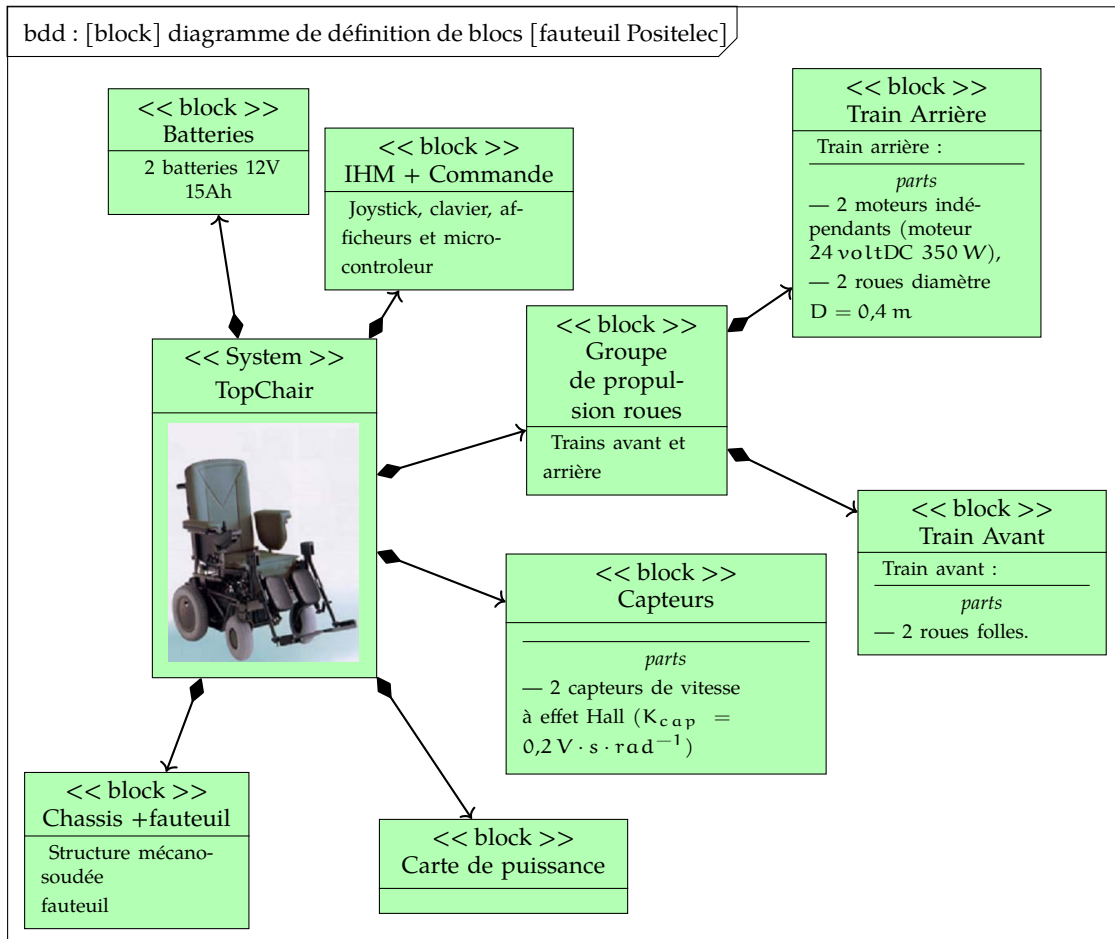 bdd : [block] diagramme de définition de blocs [fauteuil Positelec]
<< block >>
Batteries
2 batteries 12V
15Ah
<< block >>
IHM + Commande
Joystick, clavier, af-
ficheurs et micro-
controleur
<< block >>
Train Arrière
Train arrière :
parts
— 2 moteurs indé-
pendants (moteur
24 voltDC 350 W),
— 2 roues diamètre
D = 0,4 m
<< System >>
TopChair
<< block >>
Groupe
de propul-
sion roues
Trains avant et
arrière
<< block >>
Train Avant
Train avant :
parts
— 2 roues folles.
<< block >>
Capteurs
parts
— 2 capteurs de vitesse
à effet Hall (K_cap =
0,2 V · s · rad⁻¹)
<< block >>
Chassis +fauteuil
Structure mécano-
soudée
fauteuil
<< block >>
Carte de puissance